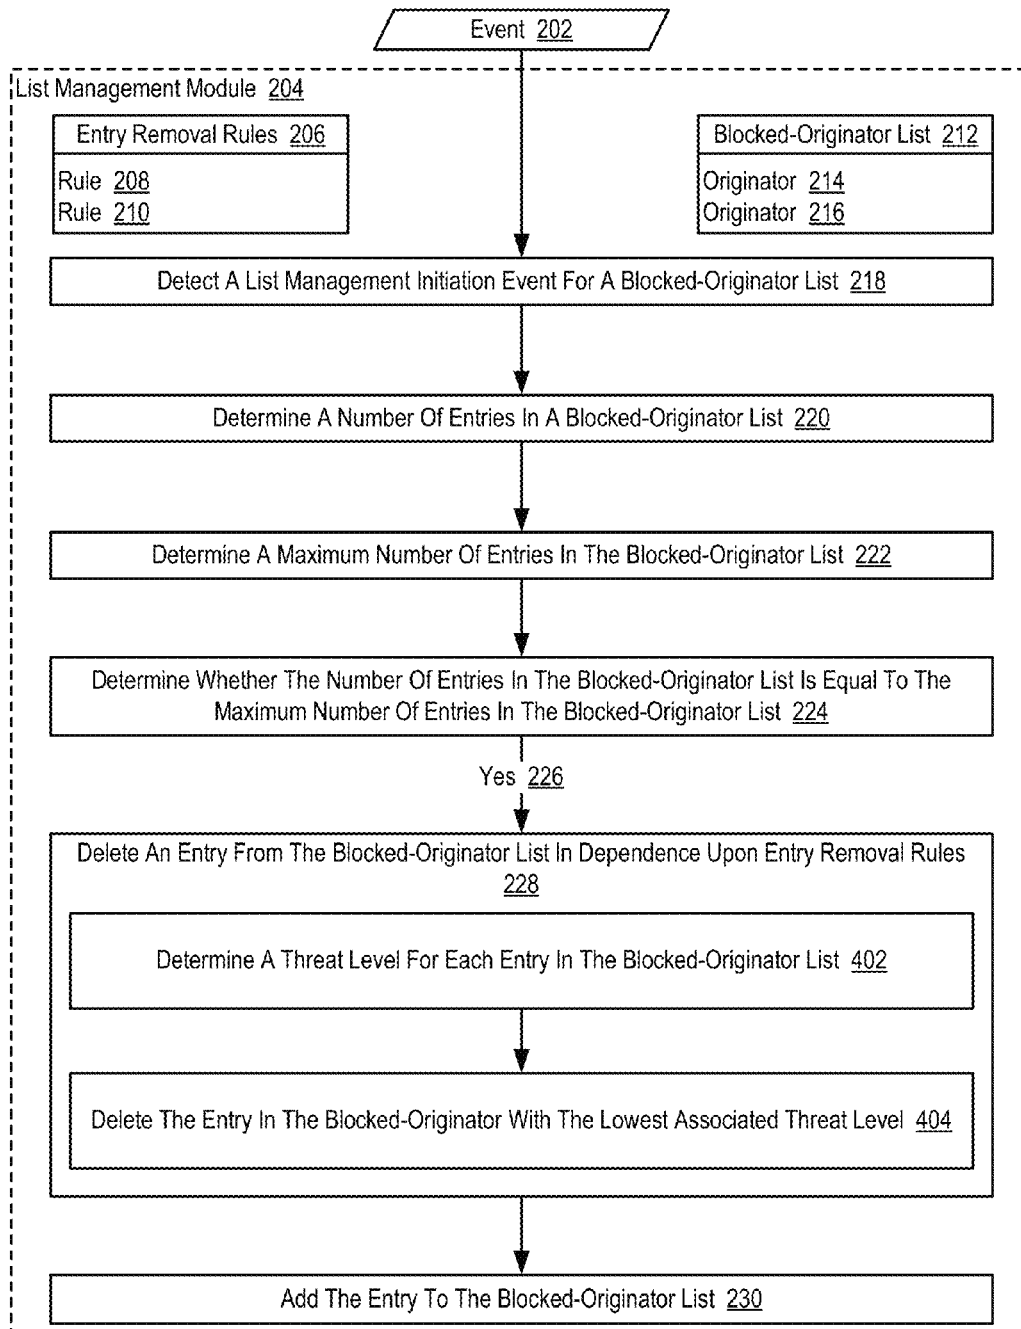 Event 202
List Management Module 204
Entry Removal Rules 206
Rule 208
Rule 210
Blocked-Originator List 212
Originator 214
Originator 216
Detect A List Management Initiation Event For A Blocked-Originator List 218
Determine A Number Of Entries In A Blocked-Originator List 220
Determine A Maximum Number Of Entries In The Blocked-Originator List 222
Determine Whether The Number Of Entries In The Blocked-Originator List Is Equal To The
Maximum Number Of Entries In The Blocked-Originator List 224
Yes 226
Delete An Entry From The Blocked-Originator List In Dependence Upon Entry Removal Rules
228
Determine A Threat Level For Each Entry In The Blocked-Originator List 402
Delete The Entry In The Blocked-Originator With The Lowest Associated Threat Level 404
Add The Entry To The Blocked-Originator List 230